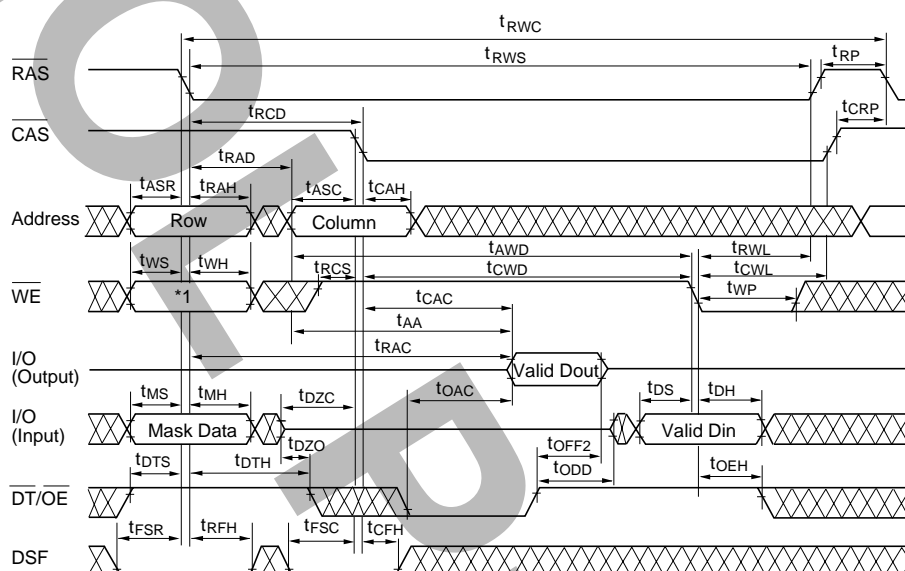 tRWC
tRWS tRP
RAS
tRCD tCRP
CAS
tRAD
tASR tRAH tASC tCAH
Address Row Column
tAWD tRWL
tWS tWH tRCS tCWD tCWL
WE *1 tCAC tWP
tAA
tRAC
I/O
(Output) Valid Dout
tMS tMH tDZC tOAC tDS tDH
I/O
(Input) Mask Data Valid Din
tDZO tOFF2
tDTS tDTH tODD tOEH
DT/OE
tFSR tRFH tFSC tCFH
DSF